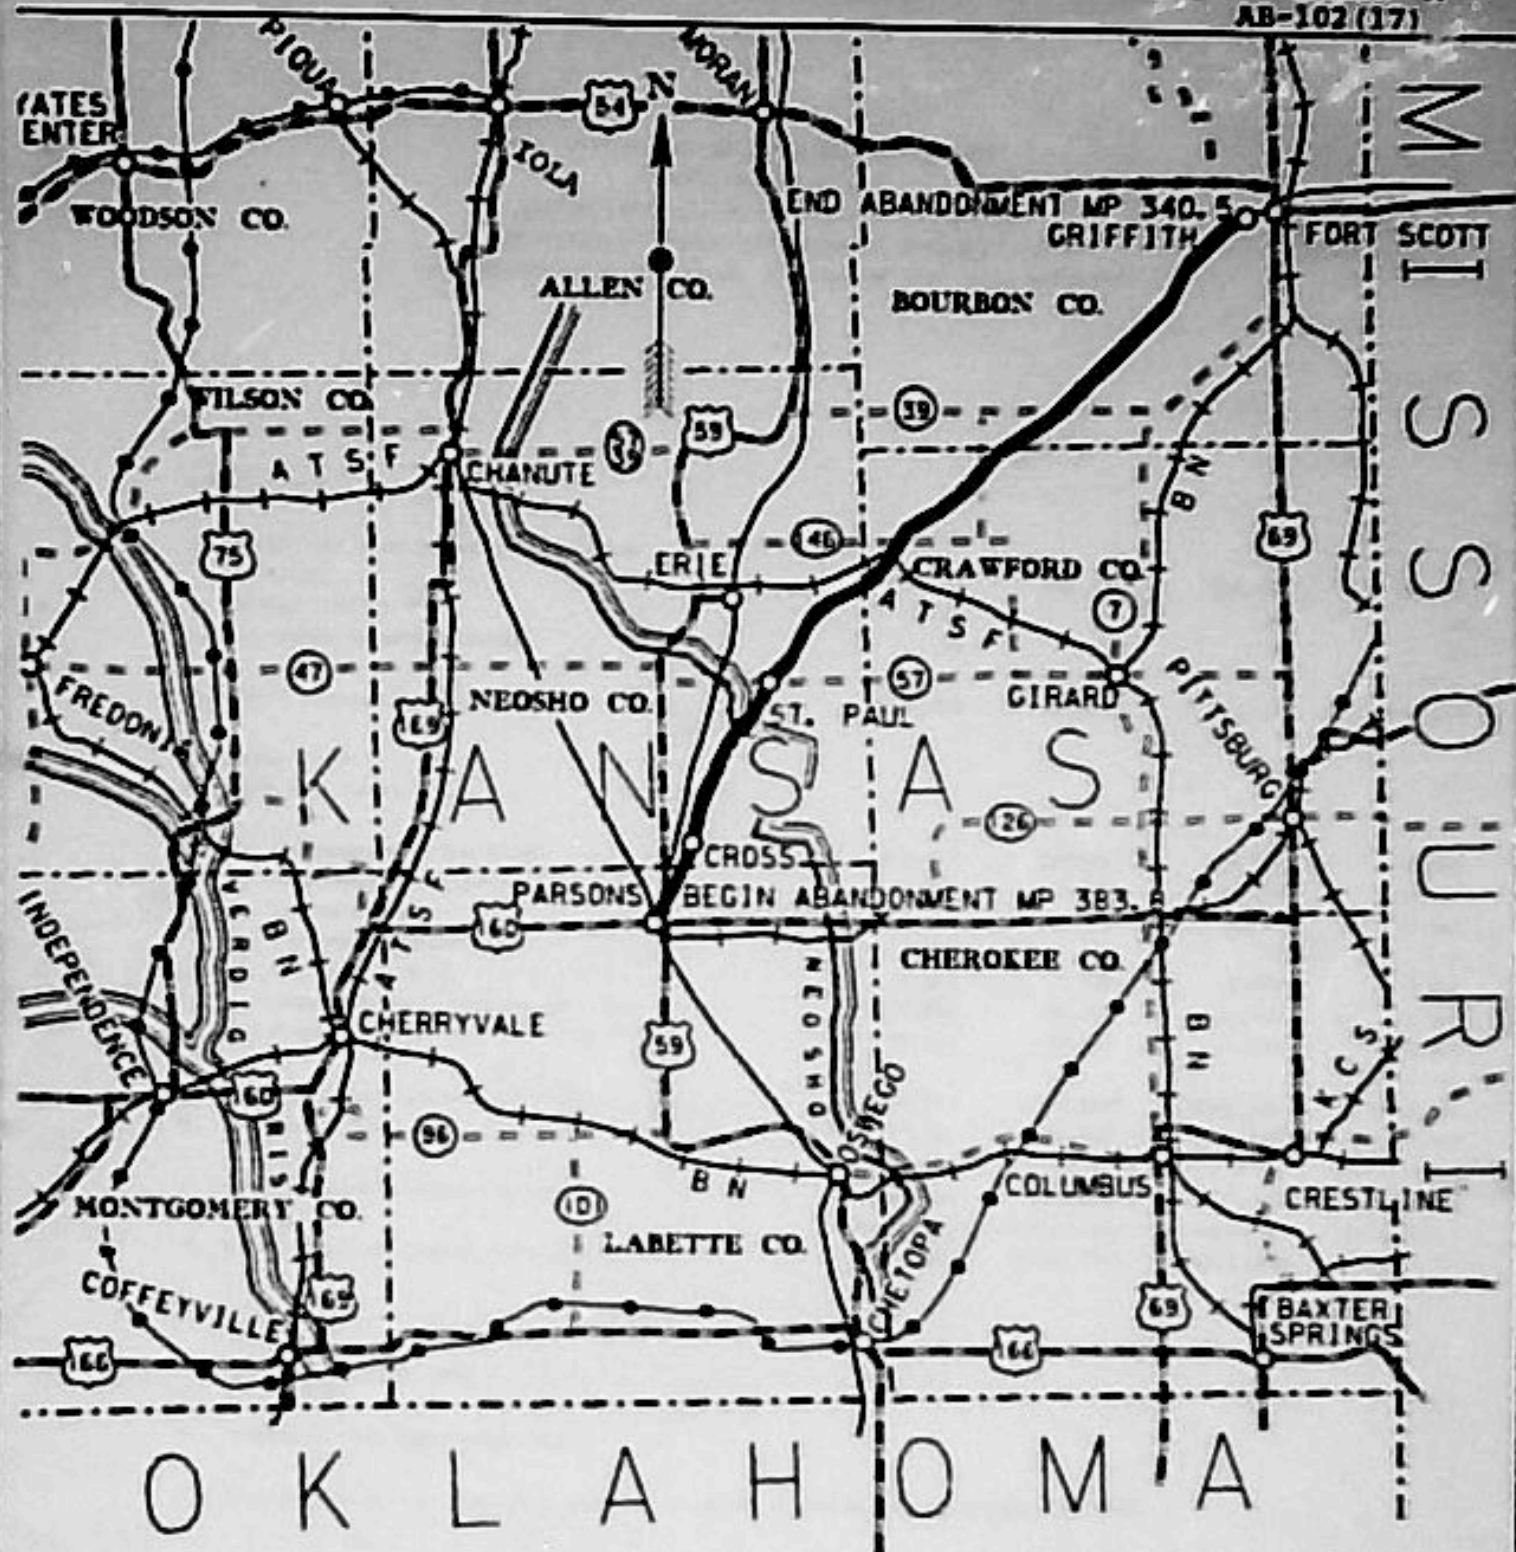 AB-102 (17)
PIQUA
MORAN
N
54
YATES
ENTER
IOLA
WOODSON CO.
END ABANDONMENT MP 340.5
GRIFFITH
FORT SCOTT
ALLEN CO.
BOURBON CO.
MISSOURI
WILSON CO.
39
59
ATSF
CHANUTE
BN
75
146
69
ERIE
CRAWFORD CO.
7
ATSF
47
NEOSHO CO.
57
PITTSBURG
FREDONIA
169
ST. PAUL
GIRARD
KANSAS
126
CROSS
PARSONS
BEGIN ABANDONMENT MP 383.
160
INDEPENDENCE
VERDIGRIS
BN
ATSF
CHEROKEE CO.
NEOSHO
CHERRYVALE
59
BN
KCS
160
OSWEGO
96
BN
COLUMBUS
CRESTLINE
MONTGOMERY CO.
101
LABETTE CO.
CHETOPA
COFFEYVILLE
169
69
BAXTER
SPRINGS
166
166
OKLAHOMA